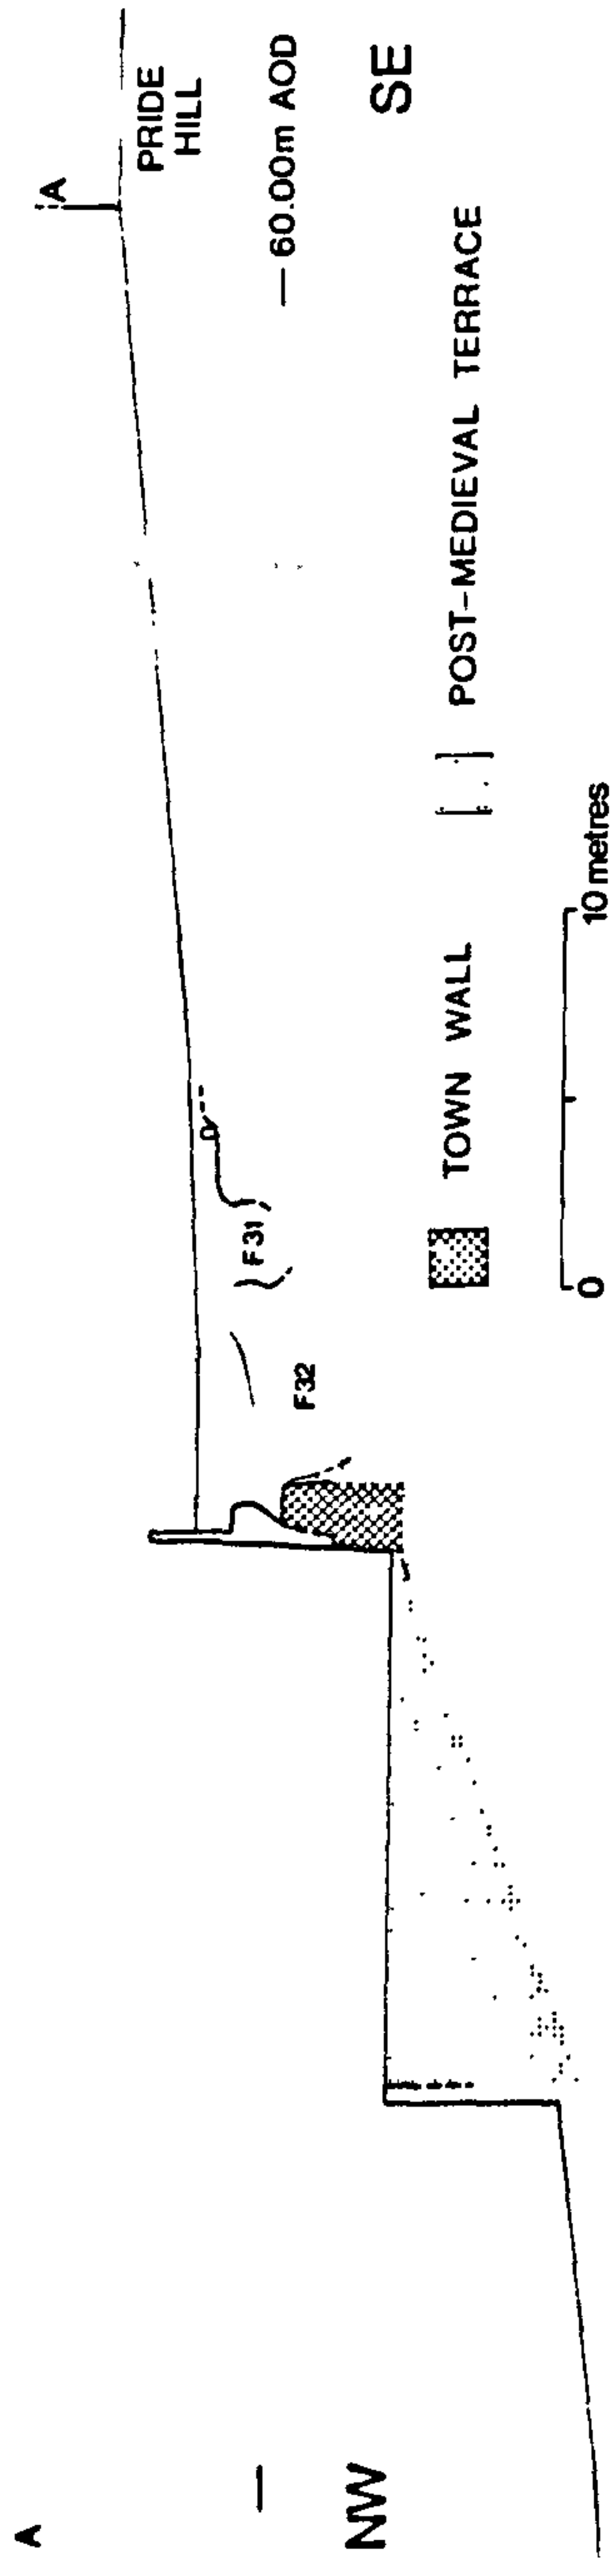 A
A
PRIDE
HILL
60.00m AOD
F31
F32
NW
SE
TOWN WALL
POST-MEDIEVAL TERRACE
0
10 metres